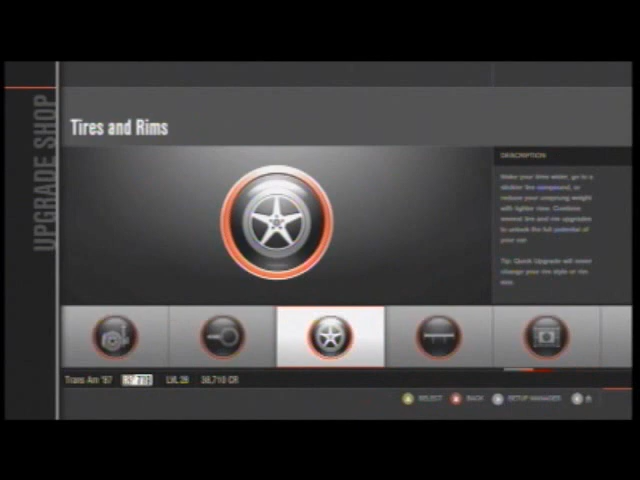 UPGRADE SHOP
Tires and Rims
DESCRIPTION
Make your tires wider, go to a
stickier tire compound, or
reduce your unsprung weight
with lighter rims. Combine
several tire and rim upgrades
to unlock the full potential of
your car.
Tip: Quick Upgrade will never
change your rim style or rim
size.
Trans Am '87 LVL 28 38,710 CR
SELECT BACK SETUP MANAGER